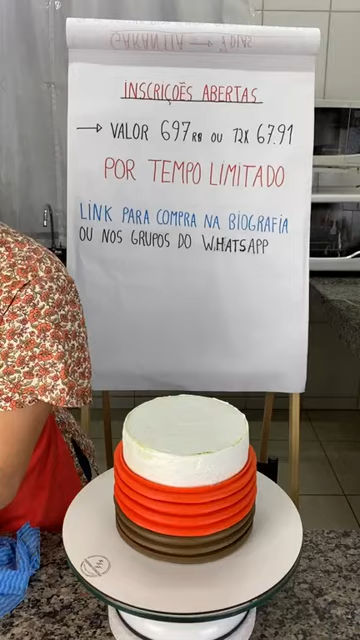 INSCRIÇÕES ABERTAS
→ VALOR 697 R$ OU 12X 67.91
POR TEMPO LIMITADO
LINK PARA COMPRA NA BIOGRAFIA
OU NOS GRUPOS DO WHATSAPP